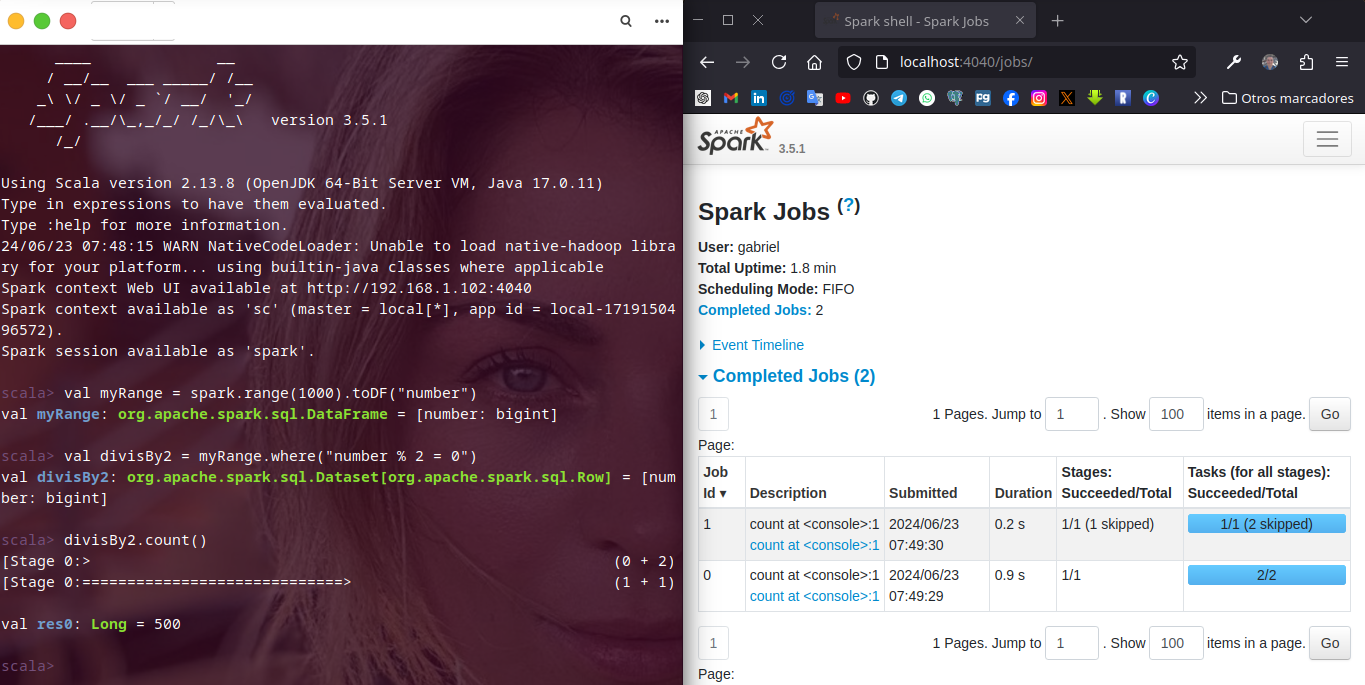 ____              __
   / __/__  ___ _____/ /__
  _\ \/ _ \/ _ `/ __/  '_/
 /___/ .__/\_,_/_/ /_/\_\   version 3.5.1
    /_/
Using Scala version 2.13.8 (OpenJDK 64-Bit Server VM, Java 17.0.11)
Type in expressions to have them evaluated.
Type :help for more information.
24/06/23 07:48:15 WARN NativeCodeLoader: Unable to load native-hadoop libra
ry for your platform... using builtin-java classes where applicable
Spark context Web UI available at http://192.168.1.102:4040
Spark context available as 'sc' (master = local[*], app id = local-17191504
96572).
Spark session available as 'spark'.
scala> val myRange = spark.range(1000).toDF("number")
val myRange: org.apache.spark.sql.DataFrame = [number: bigint]
scala> val divisBy2 = myRange.where("number % 2 = 0")
val divisBy2: org.apache.spark.sql.Dataset[org.apache.spark.sql.Row] = [num
ber: bigint]
scala> divisBy2.count()
[Stage 0:> (0 + 2)
[Stage 0:=============================> (1 + 1)
val res0: Long = 500
scala>
Spark shell - Spark Jobs
localhost:4040/jobs/
Otros marcadores
APACHE Spark 3.5.1
Spark Jobs (?)
User: gabriel
Total Uptime: 1.8 min
Scheduling Mode: FIFO
Completed Jobs: 2
Event Timeline
Completed Jobs (2)
1 1 Pages. Jump to 1 . Show 100 items in a page. Go
Page:
Job Id ▾ Description Submitted Duration Stages: Succeeded/Total Tasks (for all stages): Succeeded/Total
1 count at <console>:1 2024/06/23 0.2 s 1/1 (1 skipped) 1/1 (2 skipped)
count at <console>:1 07:49:30
0 count at <console>:1 2024/06/23 0.9 s 1/1 2/2
count at <console>:1 07:49:29
1 1 Pages. Jump to 1 . Show 100 items in a page. Go
Page: